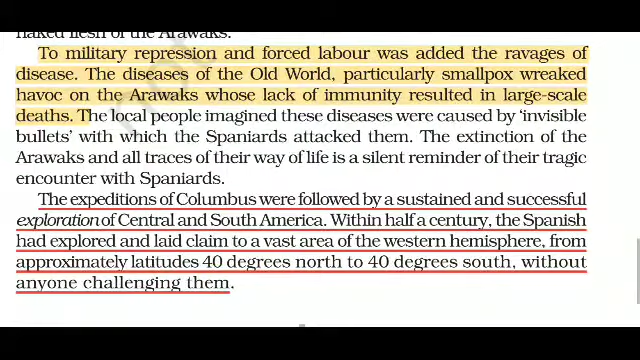 naked flesh of the Arawaks.
To military repression and forced labour was added the ravages of
disease. The diseases of the Old World, particularly smallpox wreaked
havoc on the Arawaks whose lack of immunity resulted in large-scale
deaths. The local people imagined these diseases were caused by ‘invisible
bullets’ with which the Spaniards attacked them. The extinction of the
Arawaks and all traces of their way of life is a silent reminder of their tragic
encounter with Spaniards.
The expeditions of Columbus were followed by a sustained and successful
exploration of Central and South America. Within half a century, the Spanish
had explored and laid claim to a vast area of the western hemisphere, from
approximately latitudes 40 degrees north to 40 degrees south, without
anyone challenging them.